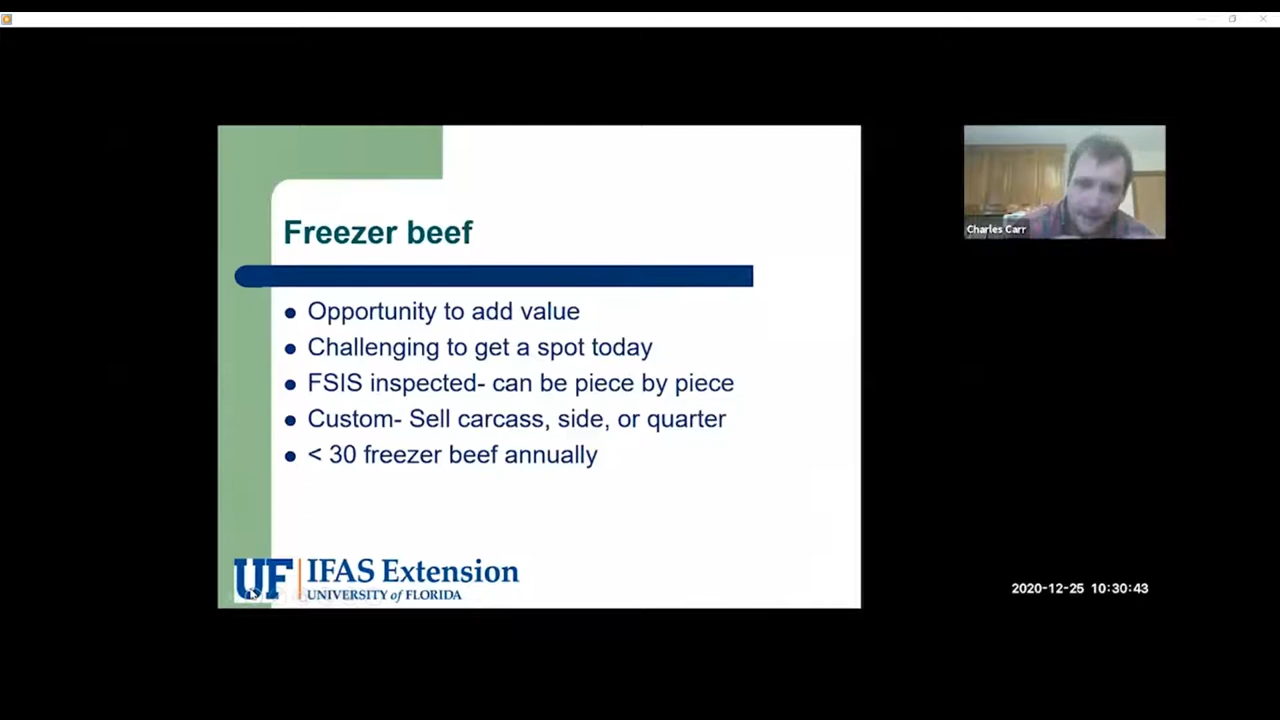 Freezer beef
Opportunity to add value
Challenging to get a spot today
FSIS inspected- can be piece by piece
Custom- Sell carcass, side, or quarter
< 30 freezer beef annually
UF IFAS Extension
UNIVERSITY of FLORIDA
Charles Carr
2020-12-25 10:30:43